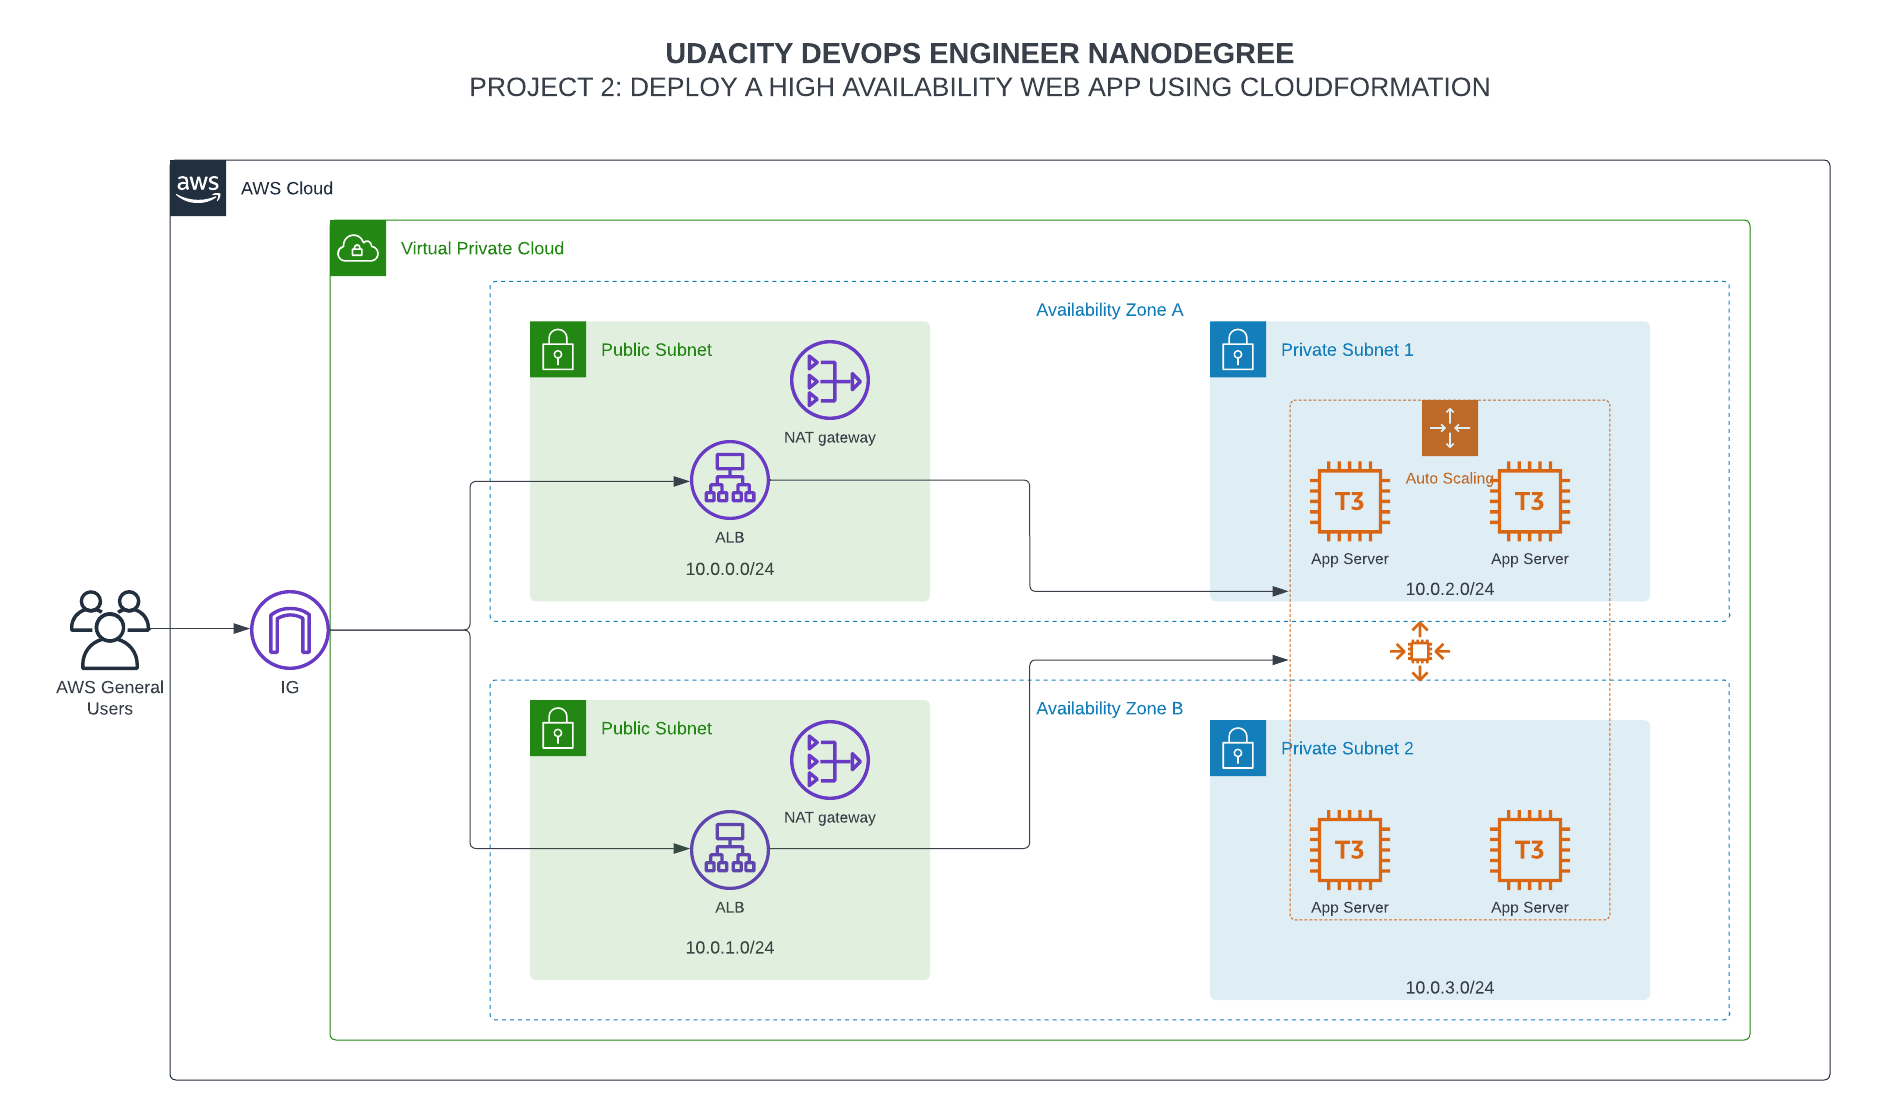 UDACITY DEVOPS ENGINEER NANODEGREE
PROJECT 2: DEPLOY A HIGH AVAILABILITY WEB APP USING CLOUDFORMATION
aws
AWS Cloud
Virtual Private Cloud
Availability Zone A
Public Subnet
NAT gateway
ALB
10.0.0.0/24
Private Subnet 1
Auto Scaling
T3
T3
App Server
App Server
10.0.2.0/24
AWS General
Users
IG
Availability Zone B
Public Subnet
NAT gateway
ALB
10.0.1.0/24
Private Subnet 2
T3
T3
App Server
App Server
10.0.3.0/24